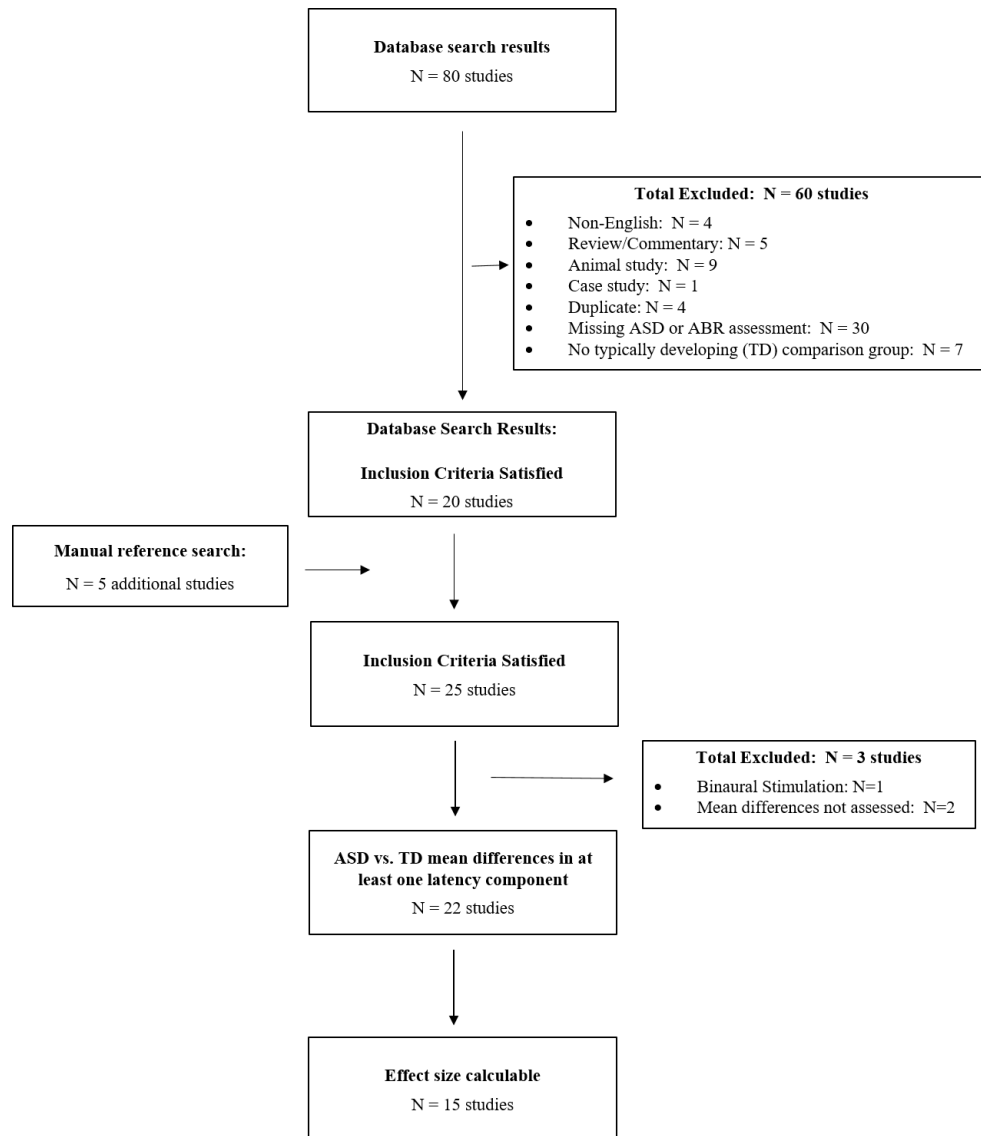 Database search results
N = 80 studies
Total Excluded:  N = 60 studies
• Non-English:  N = 4
• Review/Commentary: N = 5
• Animal study:  N = 9
• Case study:  N = 1
• Duplicate: N = 4
• Missing ASD or ABR assessment:  N = 30
• No typically developing (TD) comparison group:  N = 7
Database Search Results:
Inclusion Criteria Satisfied
N = 20 studies
Manual reference search:
N = 5 additional studies
Inclusion Criteria Satisfied
N = 25 studies
Total Excluded:  N = 3 studies
• Binaural Stimulation: N=1
• Mean differences not assessed:  N=2
ASD vs. TD mean differences in at
least one latency component
N = 22 studies
Effect size calculable
N = 15 studies